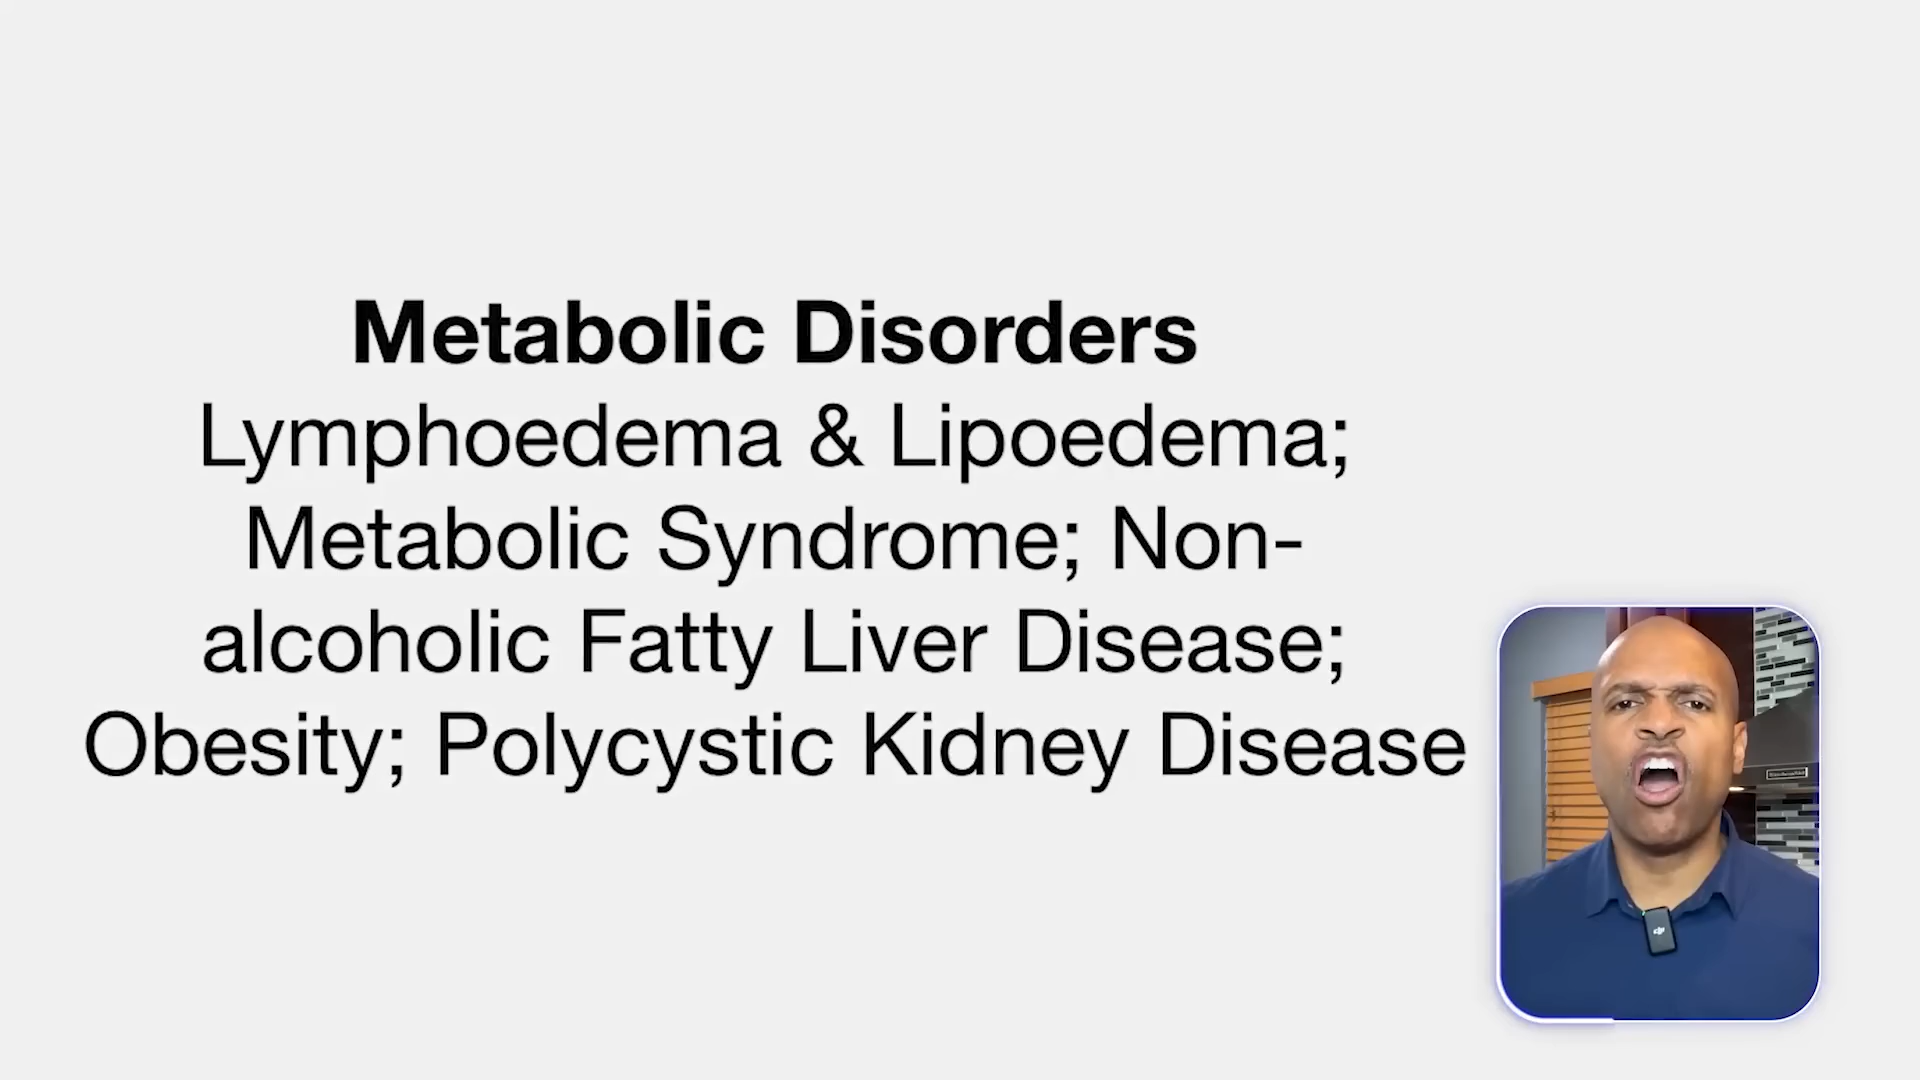 Metabolic Disorders
Lymphoedema & Lipoedema;
Metabolic Syndrome; Non-
alcoholic Fatty Liver Disease;
Obesity; Polycystic Kidney Disease